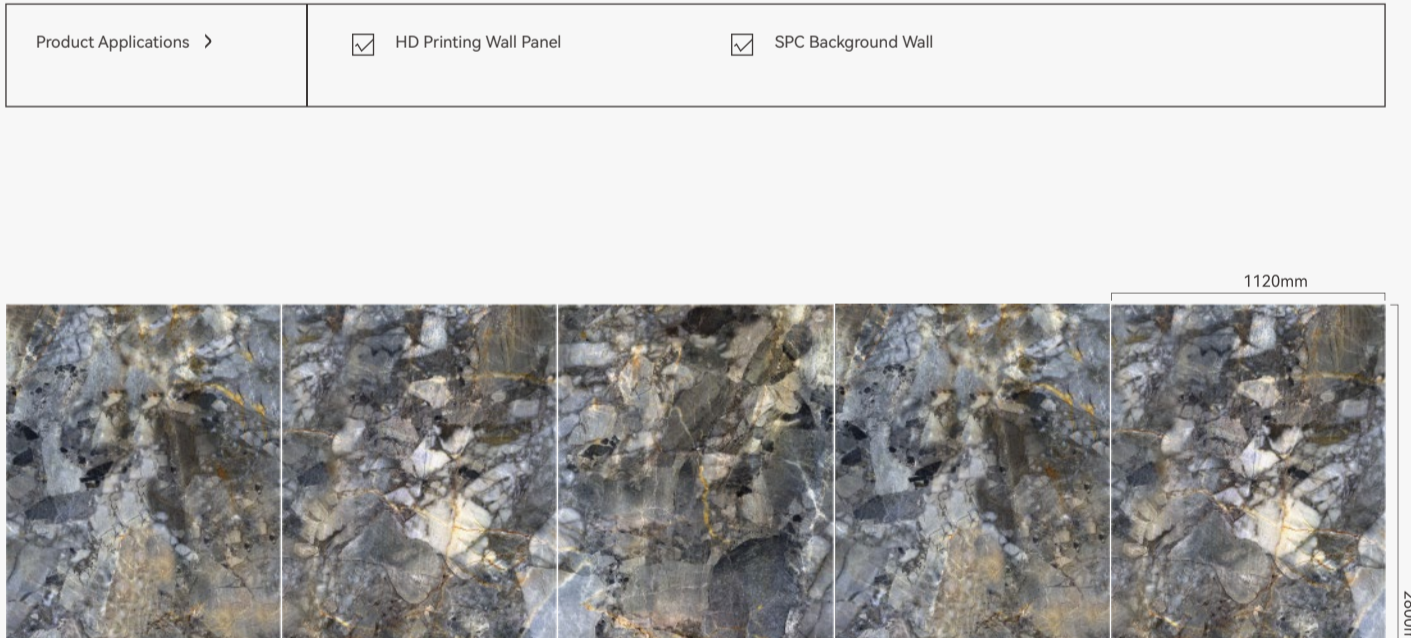 Product Applications
HD Printing Wall Panel
SPC Background Wall
1120mm